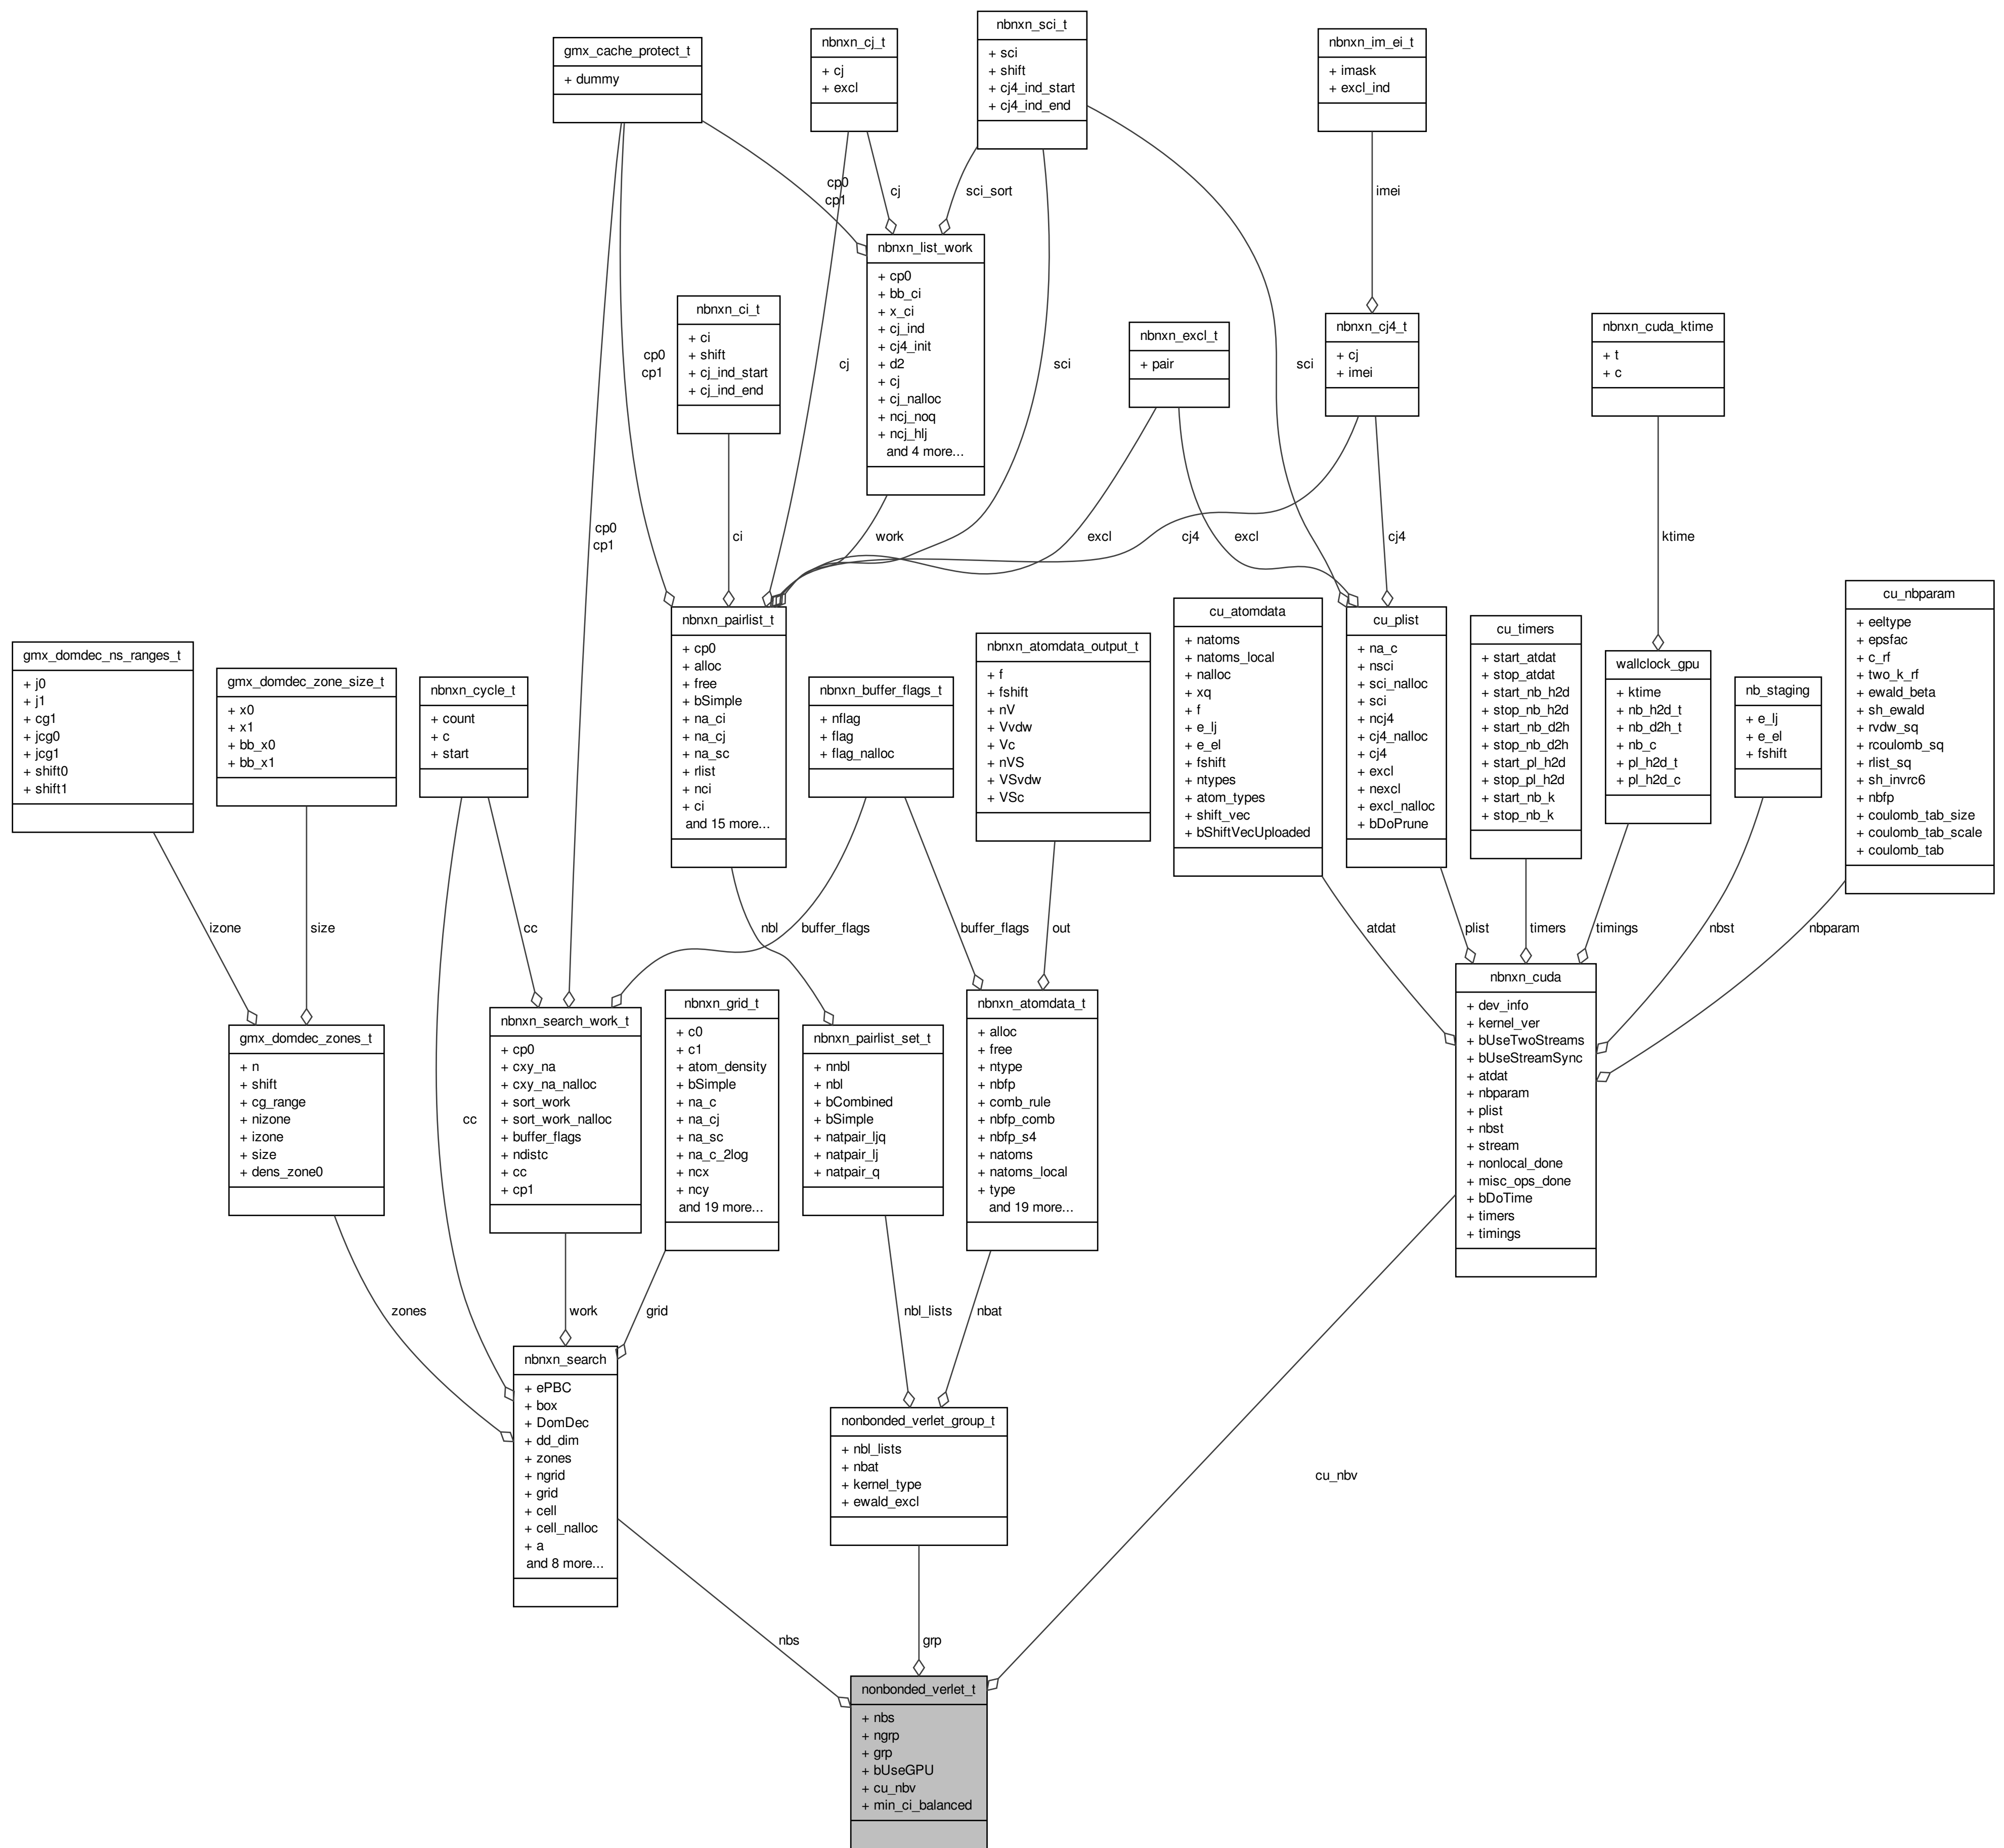 nbnxn_sci_t
+ sci
+ shift
+ cj4_ind_start
+ cj4_ind_end
nbnxn_cj_t
+ cj
+ excl
nbnxn_im_ei_t
+ imask
+ excl_ind
gmx_cache_protect_t
+ dummy
cp0
cp1
cj
sci_sort
imei
nbnxn_list_work
+ cp0
+ bb_ci
+ x_ci
+ cj_ind
+ cj4_init
+ d2
+ cj
+ cj_nalloc
+ ncj_noq
+ ncj_hlj
and 4 more...
nbnxn_ci_t
+ ci
+ shift
+ cj_ind_start
+ cj_ind_end
nbnxn_excl_t
+ pair
nbnxn_cj4_t
+ cj
+ imei
nbnxn_cuda_ktime
+ t
+ c
cp0
cp1
cj
sci
sci
cp0
cp1
ci
work
excl
cj4
excl
cj4
ktime
nbnxn_pairlist_t
+ cp0
+ alloc
+ free
+ bSimple
+ na_ci
+ na_cj
+ na_sc
+ rlist
+ nci
+ ci
and 15 more...
cu_atomdata
+ natoms
+ natoms_local
+ nalloc
+ xq
+ f
+ e_lj
+ e_el
+ fshift
+ ntypes
+ atom_types
+ shift_vec
+ bShiftVecUploaded
cu_plist
+ na_c
+ nsci
+ sci_nalloc
+ sci
+ ncj4
+ cj4_nalloc
+ cj4
+ excl
+ nexcl
+ excl_nalloc
+ bDoPrune
cu_timers
+ start_atdat
+ stop_atdat
+ start_nb_h2d
+ stop_nb_h2d
+ start_nb_d2h
+ stop_nb_d2h
+ start_pl_h2d
+ stop_pl_h2d
+ start_nb_k
+ stop_nb_k
wallclock_gpu
+ ktime
+ nb_h2d_t
+ nb_d2h_t
+ nb_c
+ pl_h2d_t
+ pl_h2d_c
nb_staging
+ e_lj
+ e_el
+ fshift
cu_nbparam
+ eeltype
+ epsfac
+ c_rf
+ two_k_rf
+ ewald_beta
+ sh_ewald
+ rvdw_sq
+ rcoulomb_sq
+ rlist_sq
+ sh_invrc6
+ nbfp
+ coulomb_tab_size
+ coulomb_tab_scale
+ coulomb_tab
gmx_domdec_ns_ranges_t
+ j0
+ j1
+ cg1
+ jcg0
+ jcg1
+ shift0
+ shift1
gmx_domdec_zone_size_t
+ x0
+ x1
+ bb_x0
+ bb_x1
nbnxn_cycle_t
+ count
+ c
+ start
nbnxn_buffer_flags_t
+ nflag
+ flag
+ flag_nalloc
nbnxn_atomdata_output_t
+ f
+ fshift
+ nV
+ Vvdw
+ Vc
+ nVS
+ VSvdw
+ VSc
izone
size
cc
nbl
buffer_flags
buffer_flags
out
atdat
plist
timers
timings
nbst
nbparam
gmx_domdec_zones_t
+ n
+ shift
+ cg_range
+ nizone
+ izone
+ size
+ dens_zone0
cc
nbnxn_search_work_t
+ cp0
+ cxy_na
+ cxy_na_nalloc
+ sort_work
+ sort_work_nalloc
+ buffer_flags
+ ndistc
+ cc
+ cp1
nbnxn_grid_t
+ c0
+ c1
+ atom_density
+ bSimple
+ na_c
+ na_cj
+ na_sc
+ na_c_2log
+ ncx
+ ncy
and 19 more...
nbnxn_pairlist_set_t
+ nnbl
+ nbl
+ bCombined
+ bSimple
+ natpair_ljq
+ natpair_lj
+ natpair_q
nbnxn_atomdata_t
+ alloc
+ free
+ ntype
+ nbfp
+ comb_rule
+ nbfp_comb
+ nbfp_s4
+ natoms
+ natoms_local
+ type
and 19 more...
nbnxn_cuda
+ dev_info
+ kernel_ver
+ bUseTwoStreams
+ bUseStreamSync
+ atdat
+ nbparam
+ plist
+ nbst
+ stream
+ nonlocal_done
+ misc_ops_done
+ bDoTime
+ timers
+ timings
zones
work
grid
nbl_lists
nbat
nbnxn_search
+ ePBC
+ box
+ DomDec
+ dd_dim
+ zones
+ ngrid
+ grid
+ cell
+ cell_nalloc
+ a
and 8 more...
nonbonded_verlet_group_t
+ nbl_lists
+ nbat
+ kernel_type
+ ewald_excl
cu_nbv
nbs
grp
nonbonded_verlet_t
+ nbs
+ ngrp
+ grp
+ bUseGPU
+ cu_nbv
+ min_ci_balanced